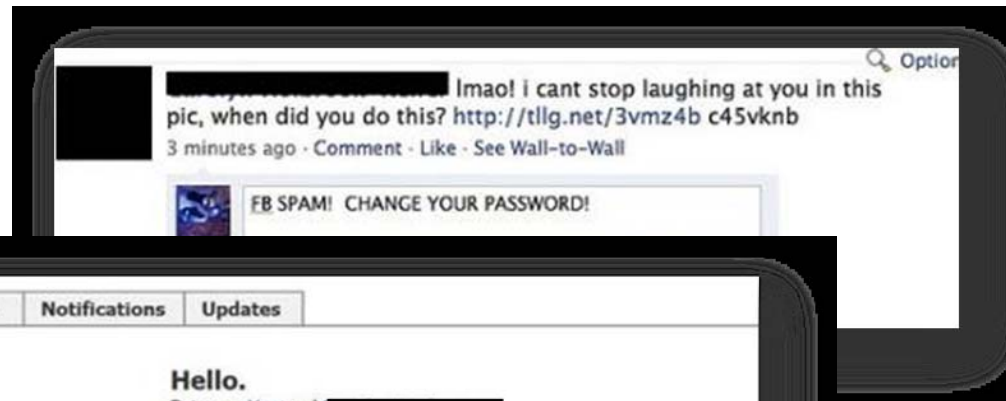 Option
lmao! i cant stop laughing at you in this
pic, when did you do this? http://tllg.net/3vmz4b c45vknb
3 minutes ago · Comment · Like · See Wall-to-Wall
FB SPAM! CHANGE YOUR PASSWORD!
Notifications Updates
Hello.